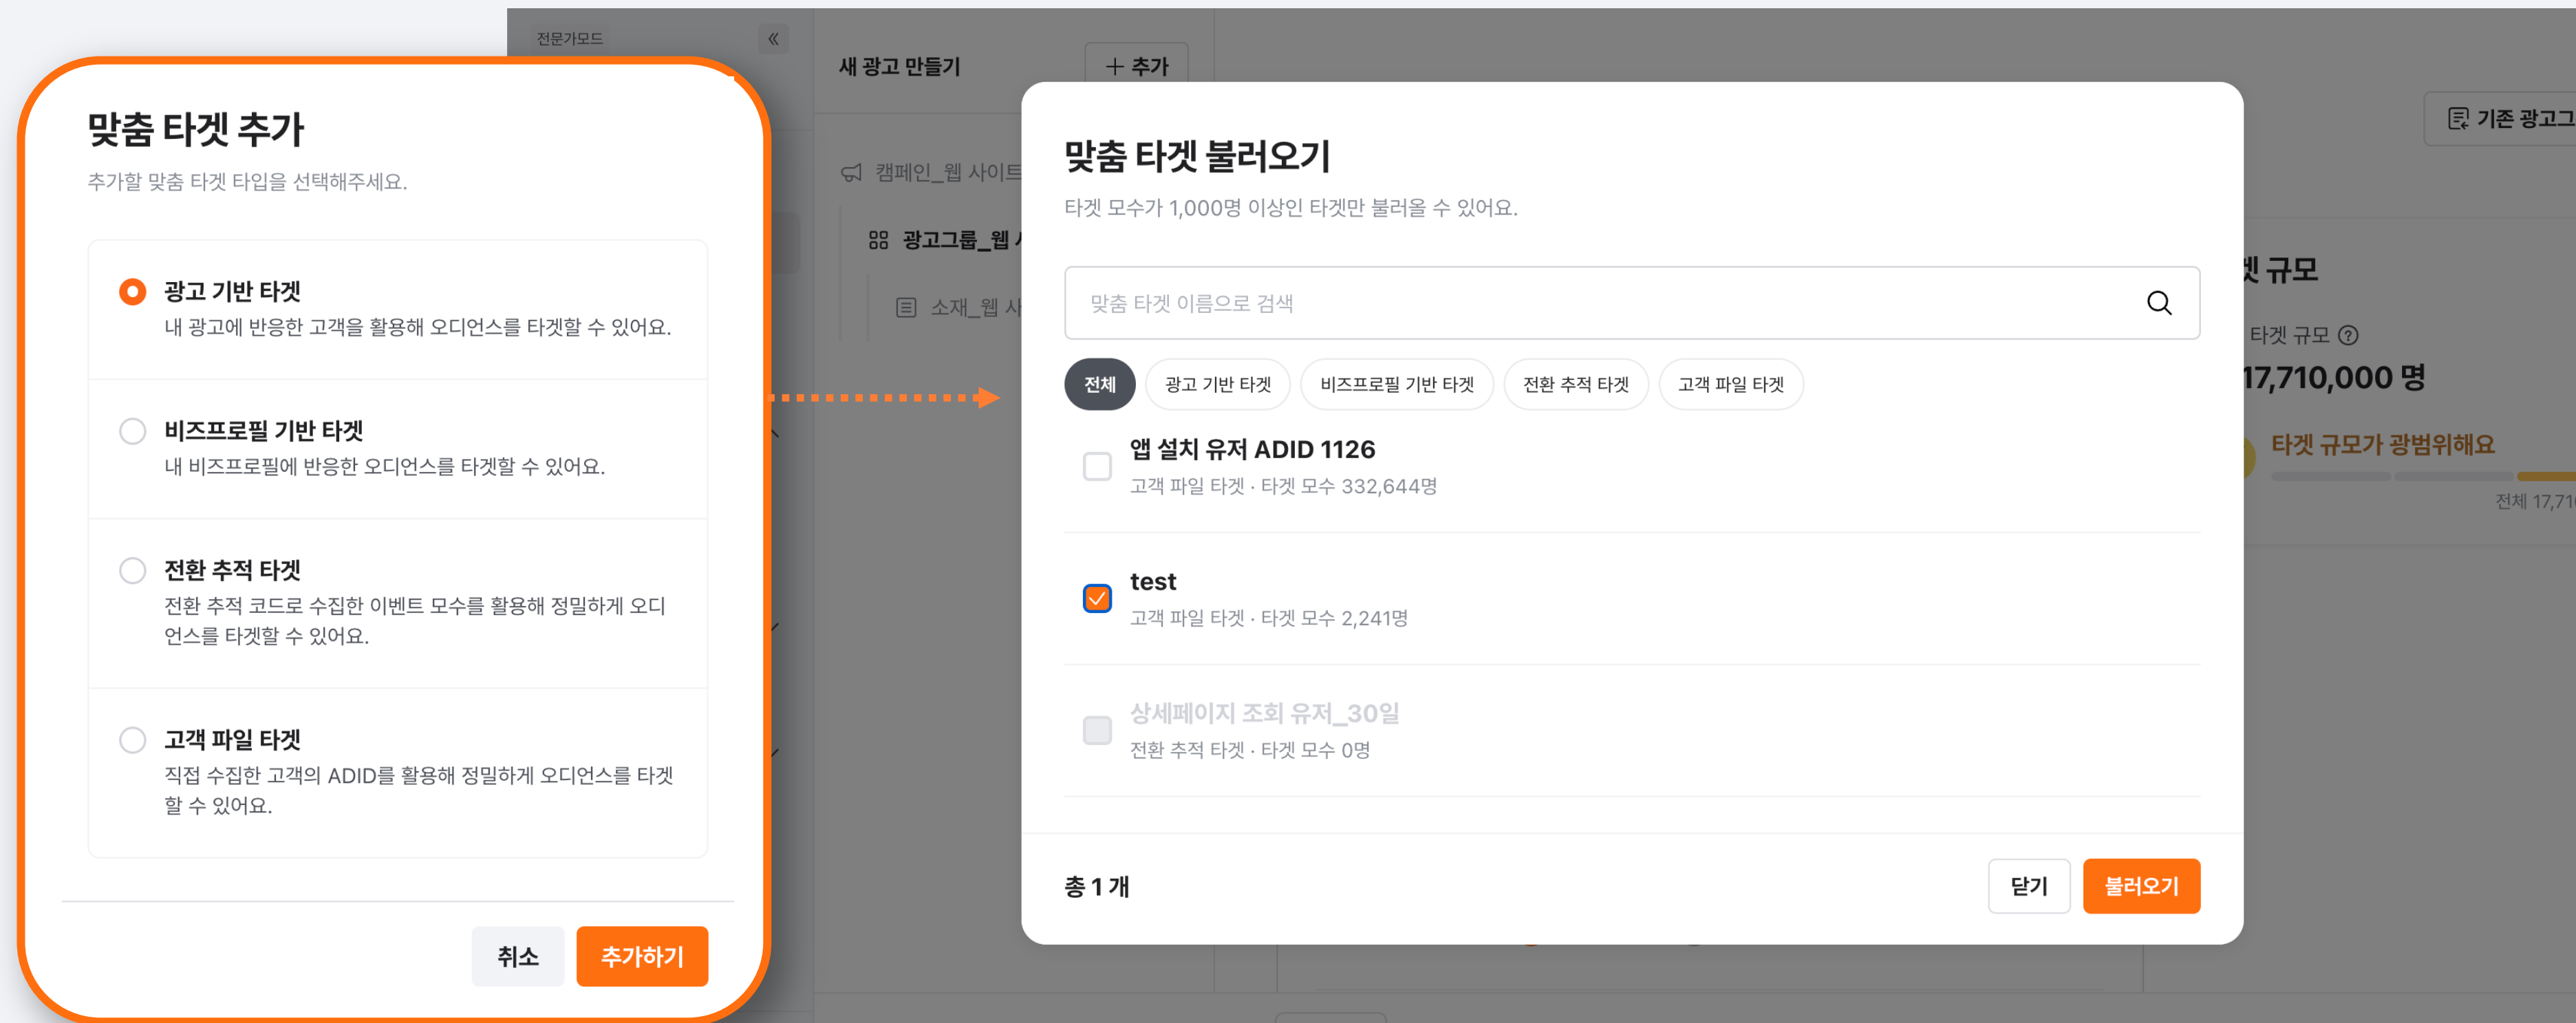 전문가모드
새 광고 만들기
추가
캠페인_웹 사이트
광고그룹_웹
소재_웹 사
기존 광고그
맞춤 타겟 추가
추가할 맞춤 타겟 타입을 선택해주세요.
광고 기반 타겟
내 광고에 반응한 고객을 활용해 오디언스를 타겟할 수 있어요.
비즈프로필 기반 타겟
내 비즈프로필에 반응한 오디언스를 타겟할 수 있어요.
전환 추적 타겟
전환 추적 코드로 수집한 이벤트 모수를 활용해 정밀하게 오디
언스를 타겟할 수 있어요.
고객 파일 타겟
직접 수집한 고객의 ADID를 활용해 정밀하게 오디언스를 타겟
할 수 있어요.
취소
추가하기
맞춤 타겟 불러오기
타겟 모수가 1,000명 이상인 타겟만 불러올 수 있어요.
맞춤 타겟 이름으로 검색
전체 광고 기반 타겟 비즈프로필 기반 타겟 전환 추적 타겟 고객 파일 타겟
앱 설치 유저 ADID 1126
고객 파일 타겟 · 타겟 모수 332,644명
test
고객 파일 타겟 · 타겟 모수 2,241명
상세페이지 조회 유저_30일
전환 추적 타겟 · 타겟 모수 0명
총 1 개
닫기
불러오기
규모
타겟 규모
17,710,000 명
타겟 규모가 광범위해요
전체 17,71